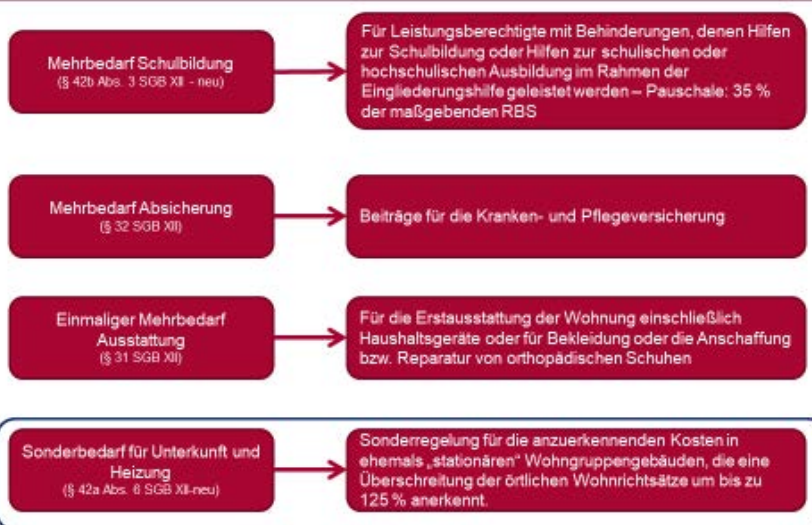 Mehrbedarf Schulbildung
(§ 42b Abs. 3 SGB XII - neu)
Für Leistungsberechtigte mit Behinderungen, denen Hilfen
zur Schulbildung oder Hilfen zur schulischen oder
hochschulischen Ausbildung im Rahmen der
Eingliederungshilfe geleistet werden – Pauschale: 35 %
der maßgebenden RBS
Mehrbedarf Absicherung
(§ 32 SGB XII)
Beiträge für die Kranken- und Pflegeversicherung
Einmaliger Mehrbedarf
Ausstattung
(§ 31 SGB XII)
Für die Erstausstattung der Wohnung einschließlich
Haushaltsgeräte oder für Bekleidung oder die Anschaffung
bzw. Reparatur von orthopädischen Schuhen
Sonderbedarf für Unterkunft und
Heizung
(§ 42a Abs. 6 SGB XII-neu)
Sonderregelung für die anzuerkennenden Kosten in
ehemals „stationären" Wohngruppengebäuden, die eine
Überschreitung der örtlichen Wohnrichtsätze um bis zu
125 % anerkennt.